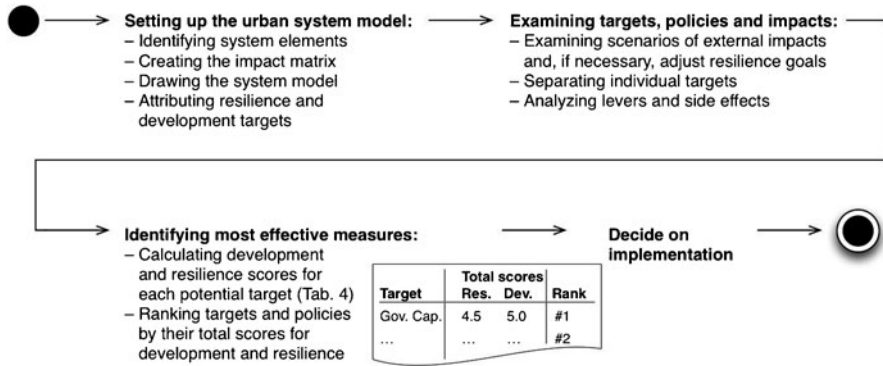 Setting up the urban system model:
– Identifying system elements
– Creating the impact matrix
– Drawing the system model
– Attributing resilience and
development targets
Examining targets, policies and impacts:
– Examining scenarios of external impacts
and, if necessary, adjust resilience goals
– Separating individual targets
– Analyzing levers and side effects
Identifying most effective measures:
– Calculating development
and resilience scores for
each potential target (Tab. 4)
– Ranking targets and policies
by their total scores for
development and resilience
Total scores
Target Res. Dev. Rank
Gov. Cap. 4.5 5.0 #1
... ... ... #2
Decide on
implementation